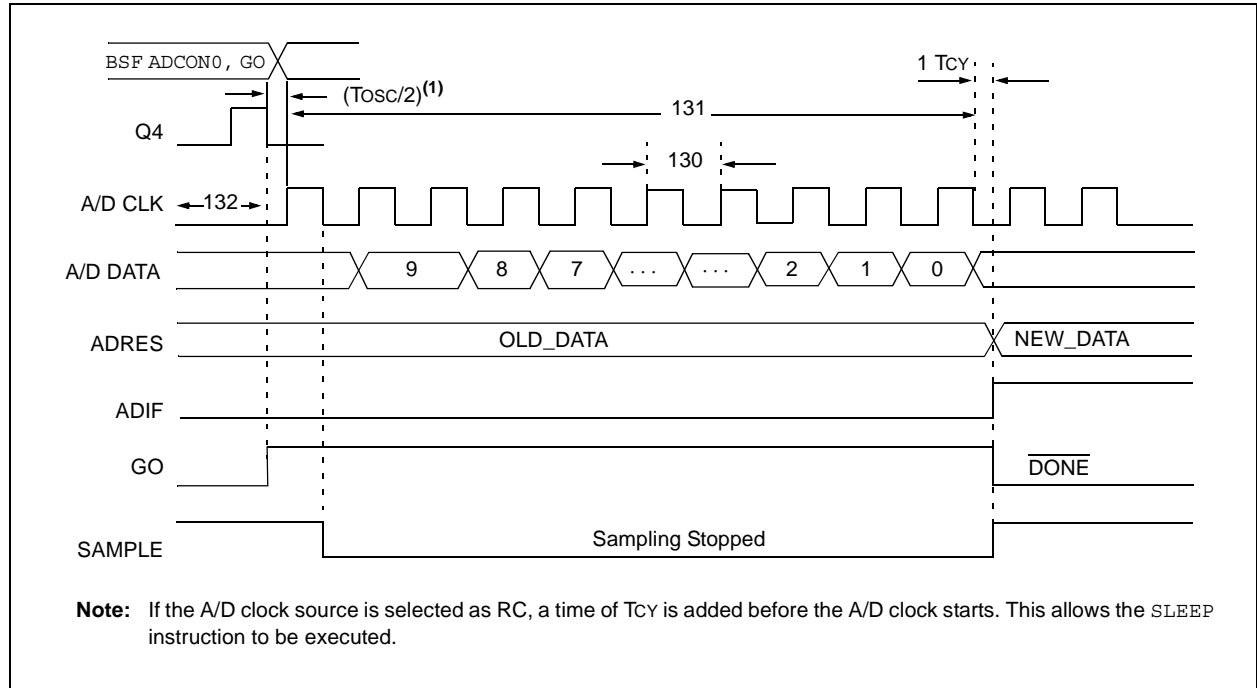 BSF ADCON0, GO
1 TCY
(TOSC/2)(1)
131
Q4
130
A/D CLK
132
A/D DATA
9 8 7 . . . . . . 2 1 0
ADRES
OLD_DATA
NEW_DATA
ADIF
GO
DONE
SAMPLE
Sampling Stopped
Note: If the A/D clock source is selected as RC, a time of TCY is added before the A/D clock starts. This allows the SLEEP
instruction to be executed.